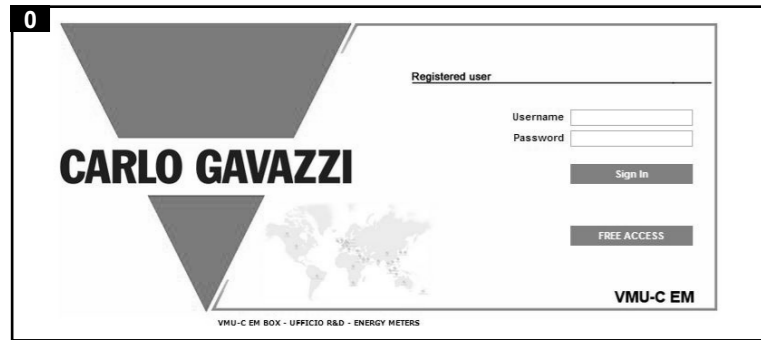 0
Registered user
Username
Password
CARLO GAVAZZI
Sign In
FREE ACCESS
VMU-C EM
VMU-C EM BOX - UFFICIO R&D - ENERGY METERS